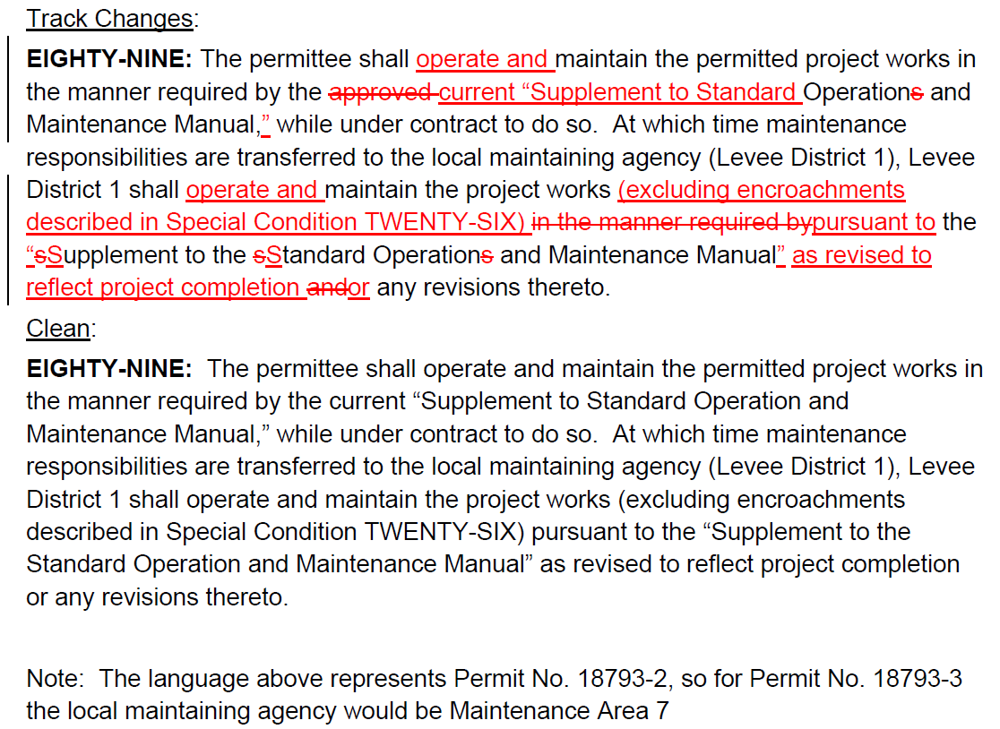 Track Changes:
EIGHTY-NINE: The permittee shall operate and maintain the permitted project works in
the manner required by the approved current “Supplement to Standard Operations and
Maintenance Manual,” while under contract to do so.  At which time maintenance
responsibilities are transferred to the local maintaining agency (Levee District 1), Levee
District 1 shall operate and maintain the project works (excluding encroachments
described in Special Condition TWENTY-SIX) in the manner required bypursuant to the
“sSupplement to the sStandard Operations and Maintenance Manual” as revised to
reflect project completion andor any revisions thereto.
Clean:
EIGHTY-NINE:  The permittee shall operate and maintain the permitted project works in
the manner required by the current “Supplement to Standard Operation and
Maintenance Manual,” while under contract to do so.  At which time maintenance
responsibilities are transferred to the local maintaining agency (Levee District 1), Levee
District 1 shall operate and maintain the project works (excluding encroachments
described in Special Condition TWENTY-SIX) pursuant to the “Supplement to the
Standard Operation and Maintenance Manual” as revised to reflect project completion
or any revisions thereto.
Note:  The language above represents Permit No. 18793-2, so for Permit No. 18793-3
the local maintaining agency would be Maintenance Area 7